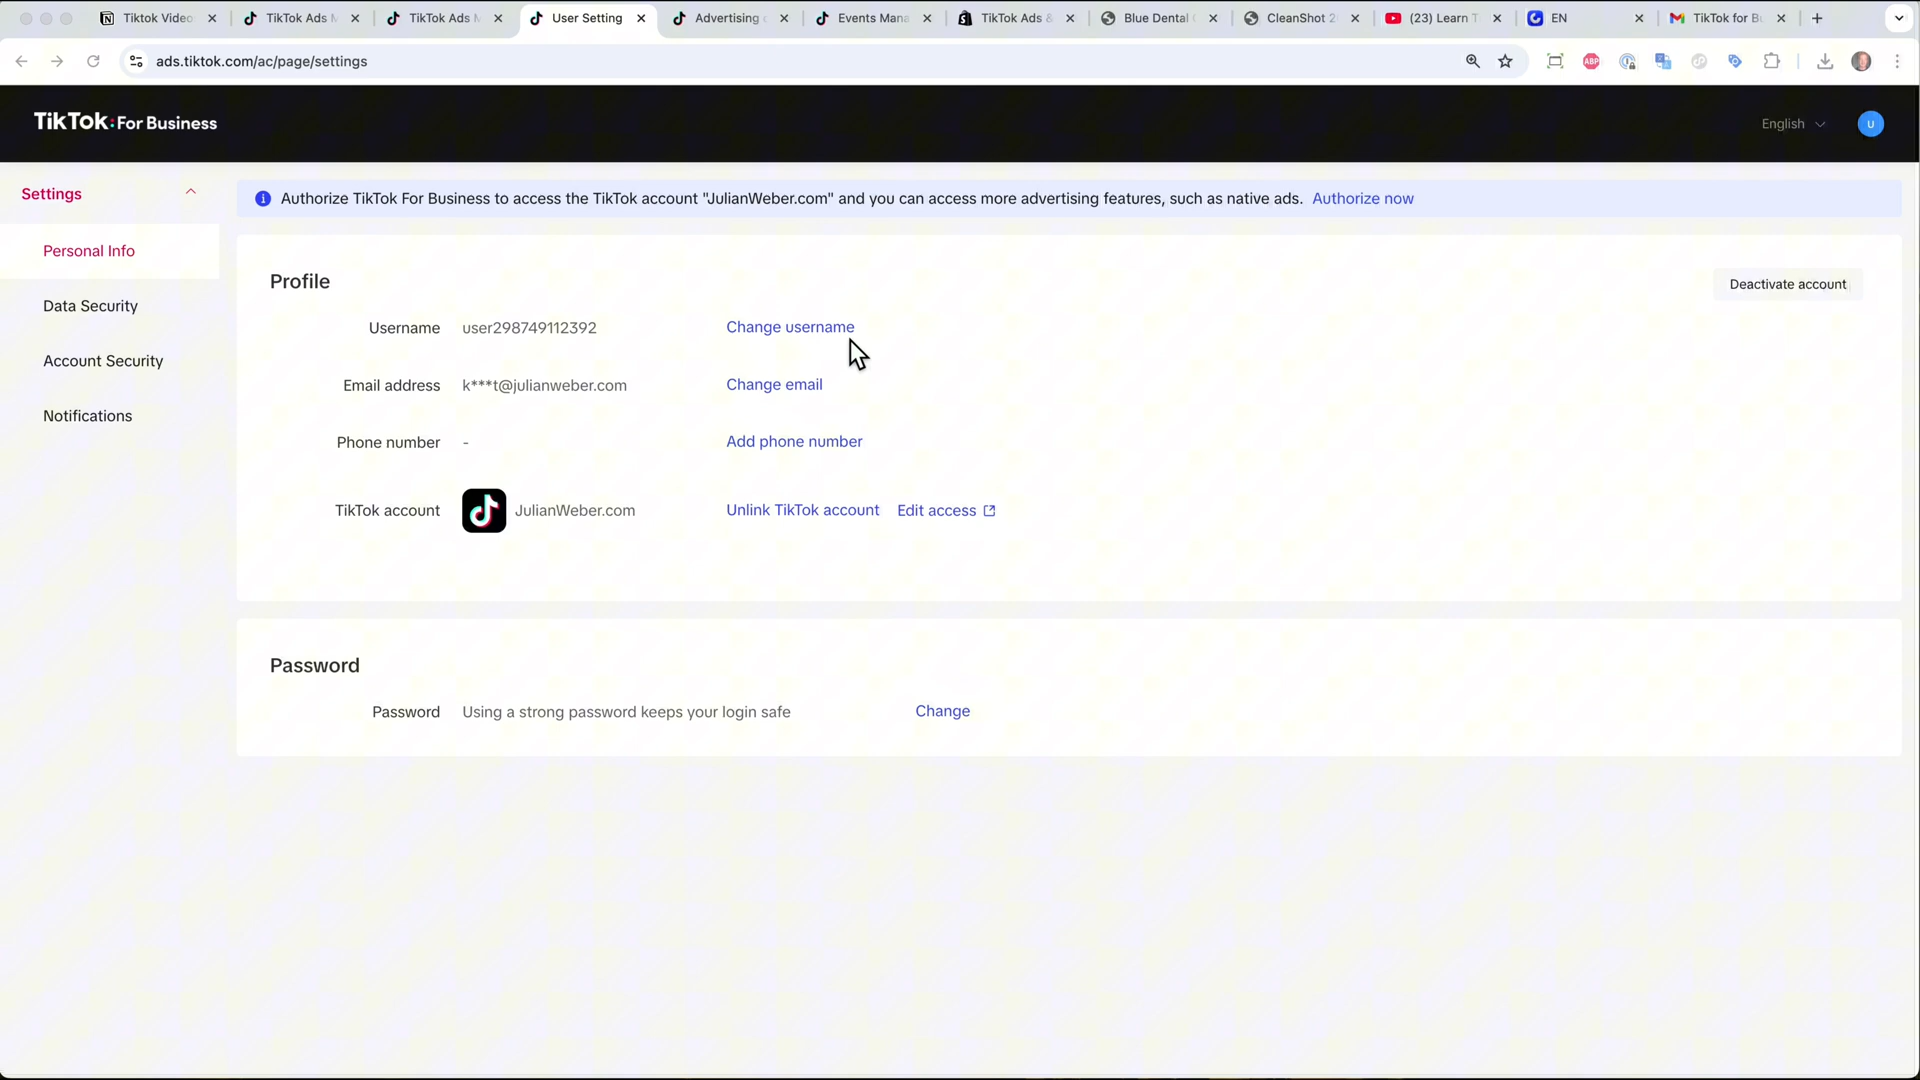 Tiktok Video
TikTok Ads M
TikTok Ads M
User Setting
Advertising
Events Mana
TikTok Ads &
Blue Dental
CleanShot 2
(23) Learn T
EN
TikTok for Bu
ads.tiktok.com/ac/page/settings
ABP
TikTok: For Business
English
U
Settings
Authorize TikTok For Business to access the TikTok account "JulianWeber.com" and you can access more advertising features, such as native ads. Authorize now
Personal Info
Data Security
Account Security
Notifications
Profile
Deactivate account
Username user298749112392 Change username
Email address k***t@julianweber.com Change email
Phone number - Add phone number
TikTok account JulianWeber.com Unlink TikTok account Edit access
Password
Password Using a strong password keeps your login safe Change